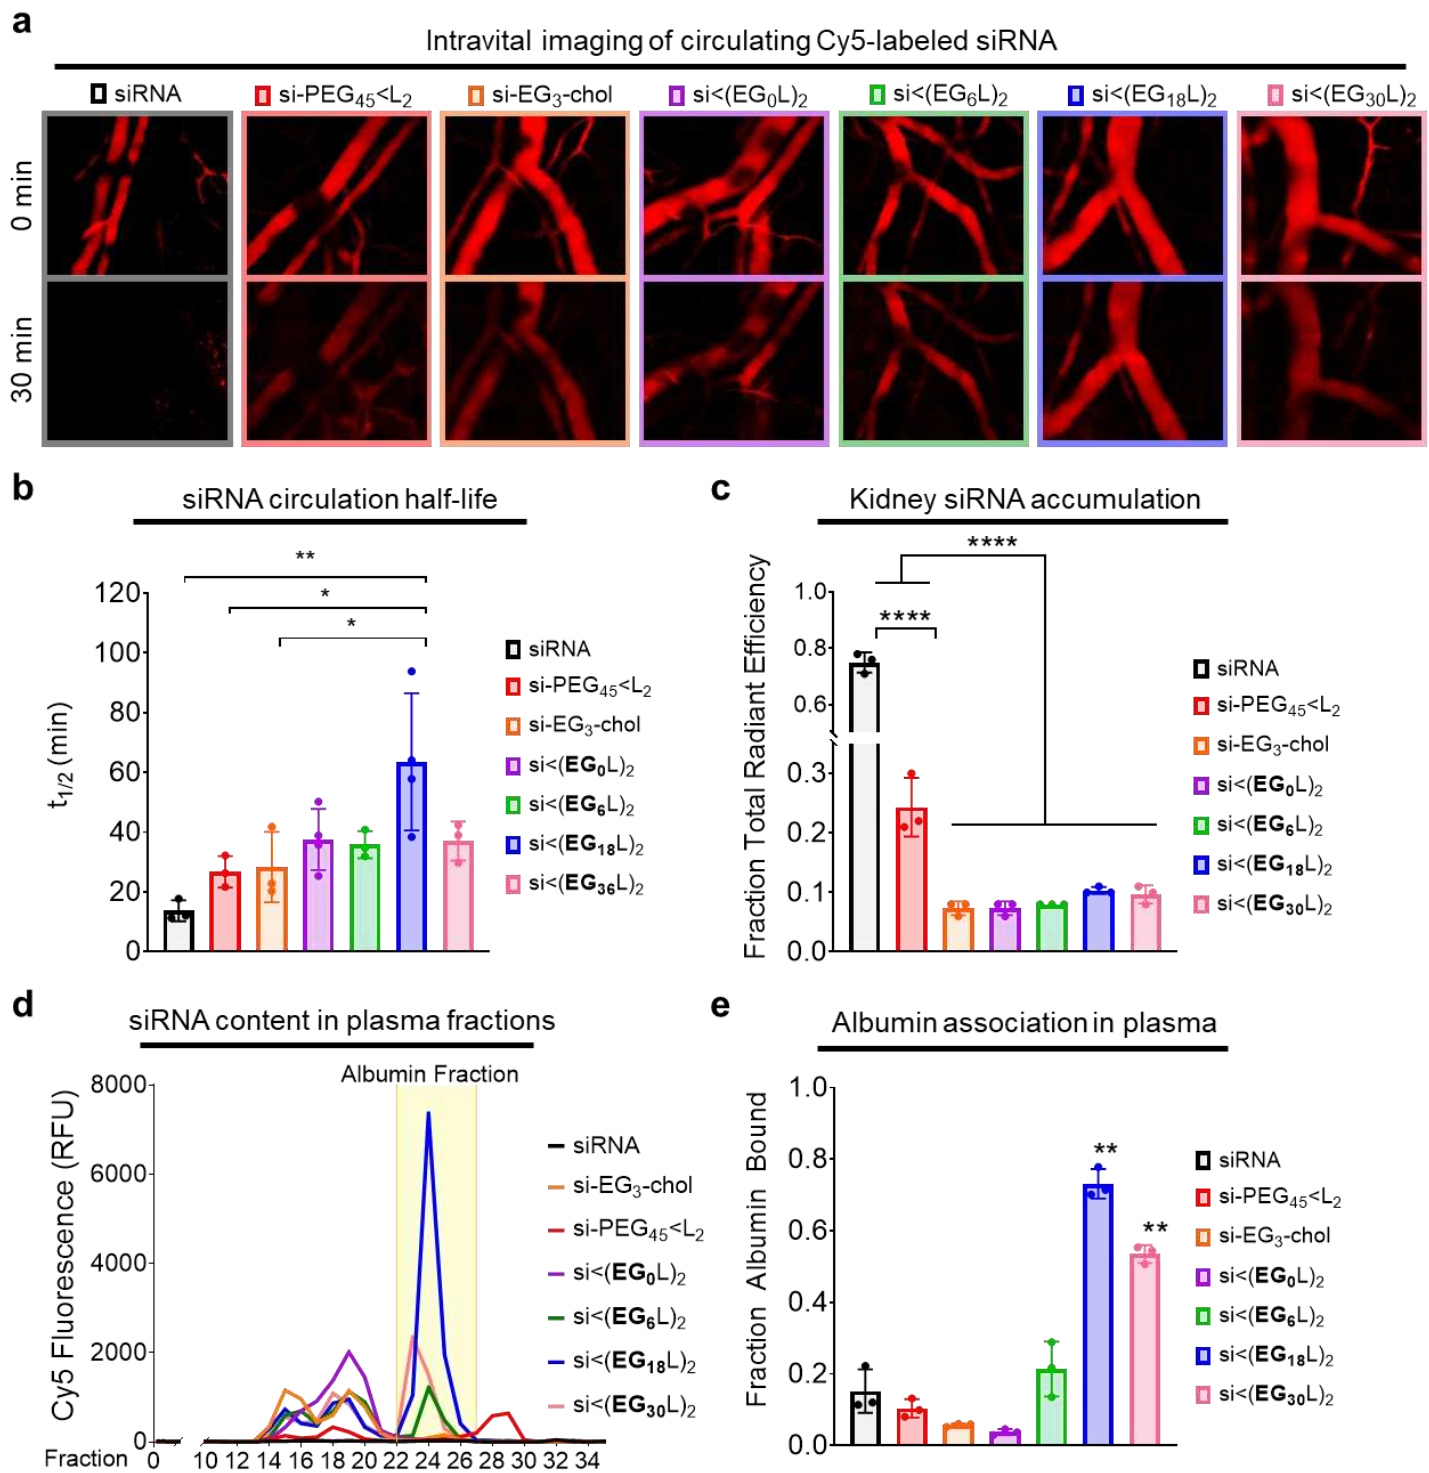 a
Intravital imaging of circulating Cy5-labeled siRNA
siRNA si-PEG₄₅<L₂ si-EG₃-chol si<(EG₀L)₂ si<(EG₆L)₂ si<(EG₁₈L)₂ si<(EG₃₀L)₂
0 min
30 min
b
siRNA circulation half-life
**
*
*
t₁/₂ (min)
120
100
80
60
40
20
0
siRNA
si-PEG₄₅<L₂
si-EG₃-chol
si<(EG₀L)₂
si<(EG₆L)₂
si<(EG₁₈L)₂
si<(EG₃₆L)₂
c
Kidney siRNA accumulation
****
****
Fraction Total Radiant Efficiency
1.0
0.8
0.6
0.3
0.2
0.1
0.0
siRNA
si-PEG₄₅<L₂
si-EG₃-chol
si<(EG₀L)₂
si<(EG₆L)₂
si<(EG₁₈L)₂
si<(EG₃₀L)₂
d
siRNA content in plasma fractions
Albumin Fraction
Cy5 Fluorescence (RFU)
8000
6000
4000
2000
0
Fraction 0 10 12 14 16 18 20 22 24 26 28 30 32 34
siRNA
si-EG₃-chol
si-PEG₄₅<L₂
si<(EG₀L)₂
si<(EG₆L)₂
si<(EG₁₈L)₂
si<(EG₃₀L)₂
e
Albumin association in plasma
Fraction Albumin Bound
1.0
0.8
0.6
0.4
0.2
0.0
**
**
siRNA
si-PEG₄₅<L₂
si-EG₃-chol
si<(EG₀L)₂
si<(EG₆L)₂
si<(EG₁₈L)₂
si<(EG₃₀L)₂